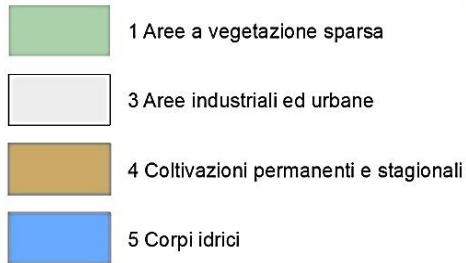 1 Aree a vegetazione sparsa
3 Aree industriali ed urbane
4 Coltivazioni permanenti e stagionali
5 Corpi idrici